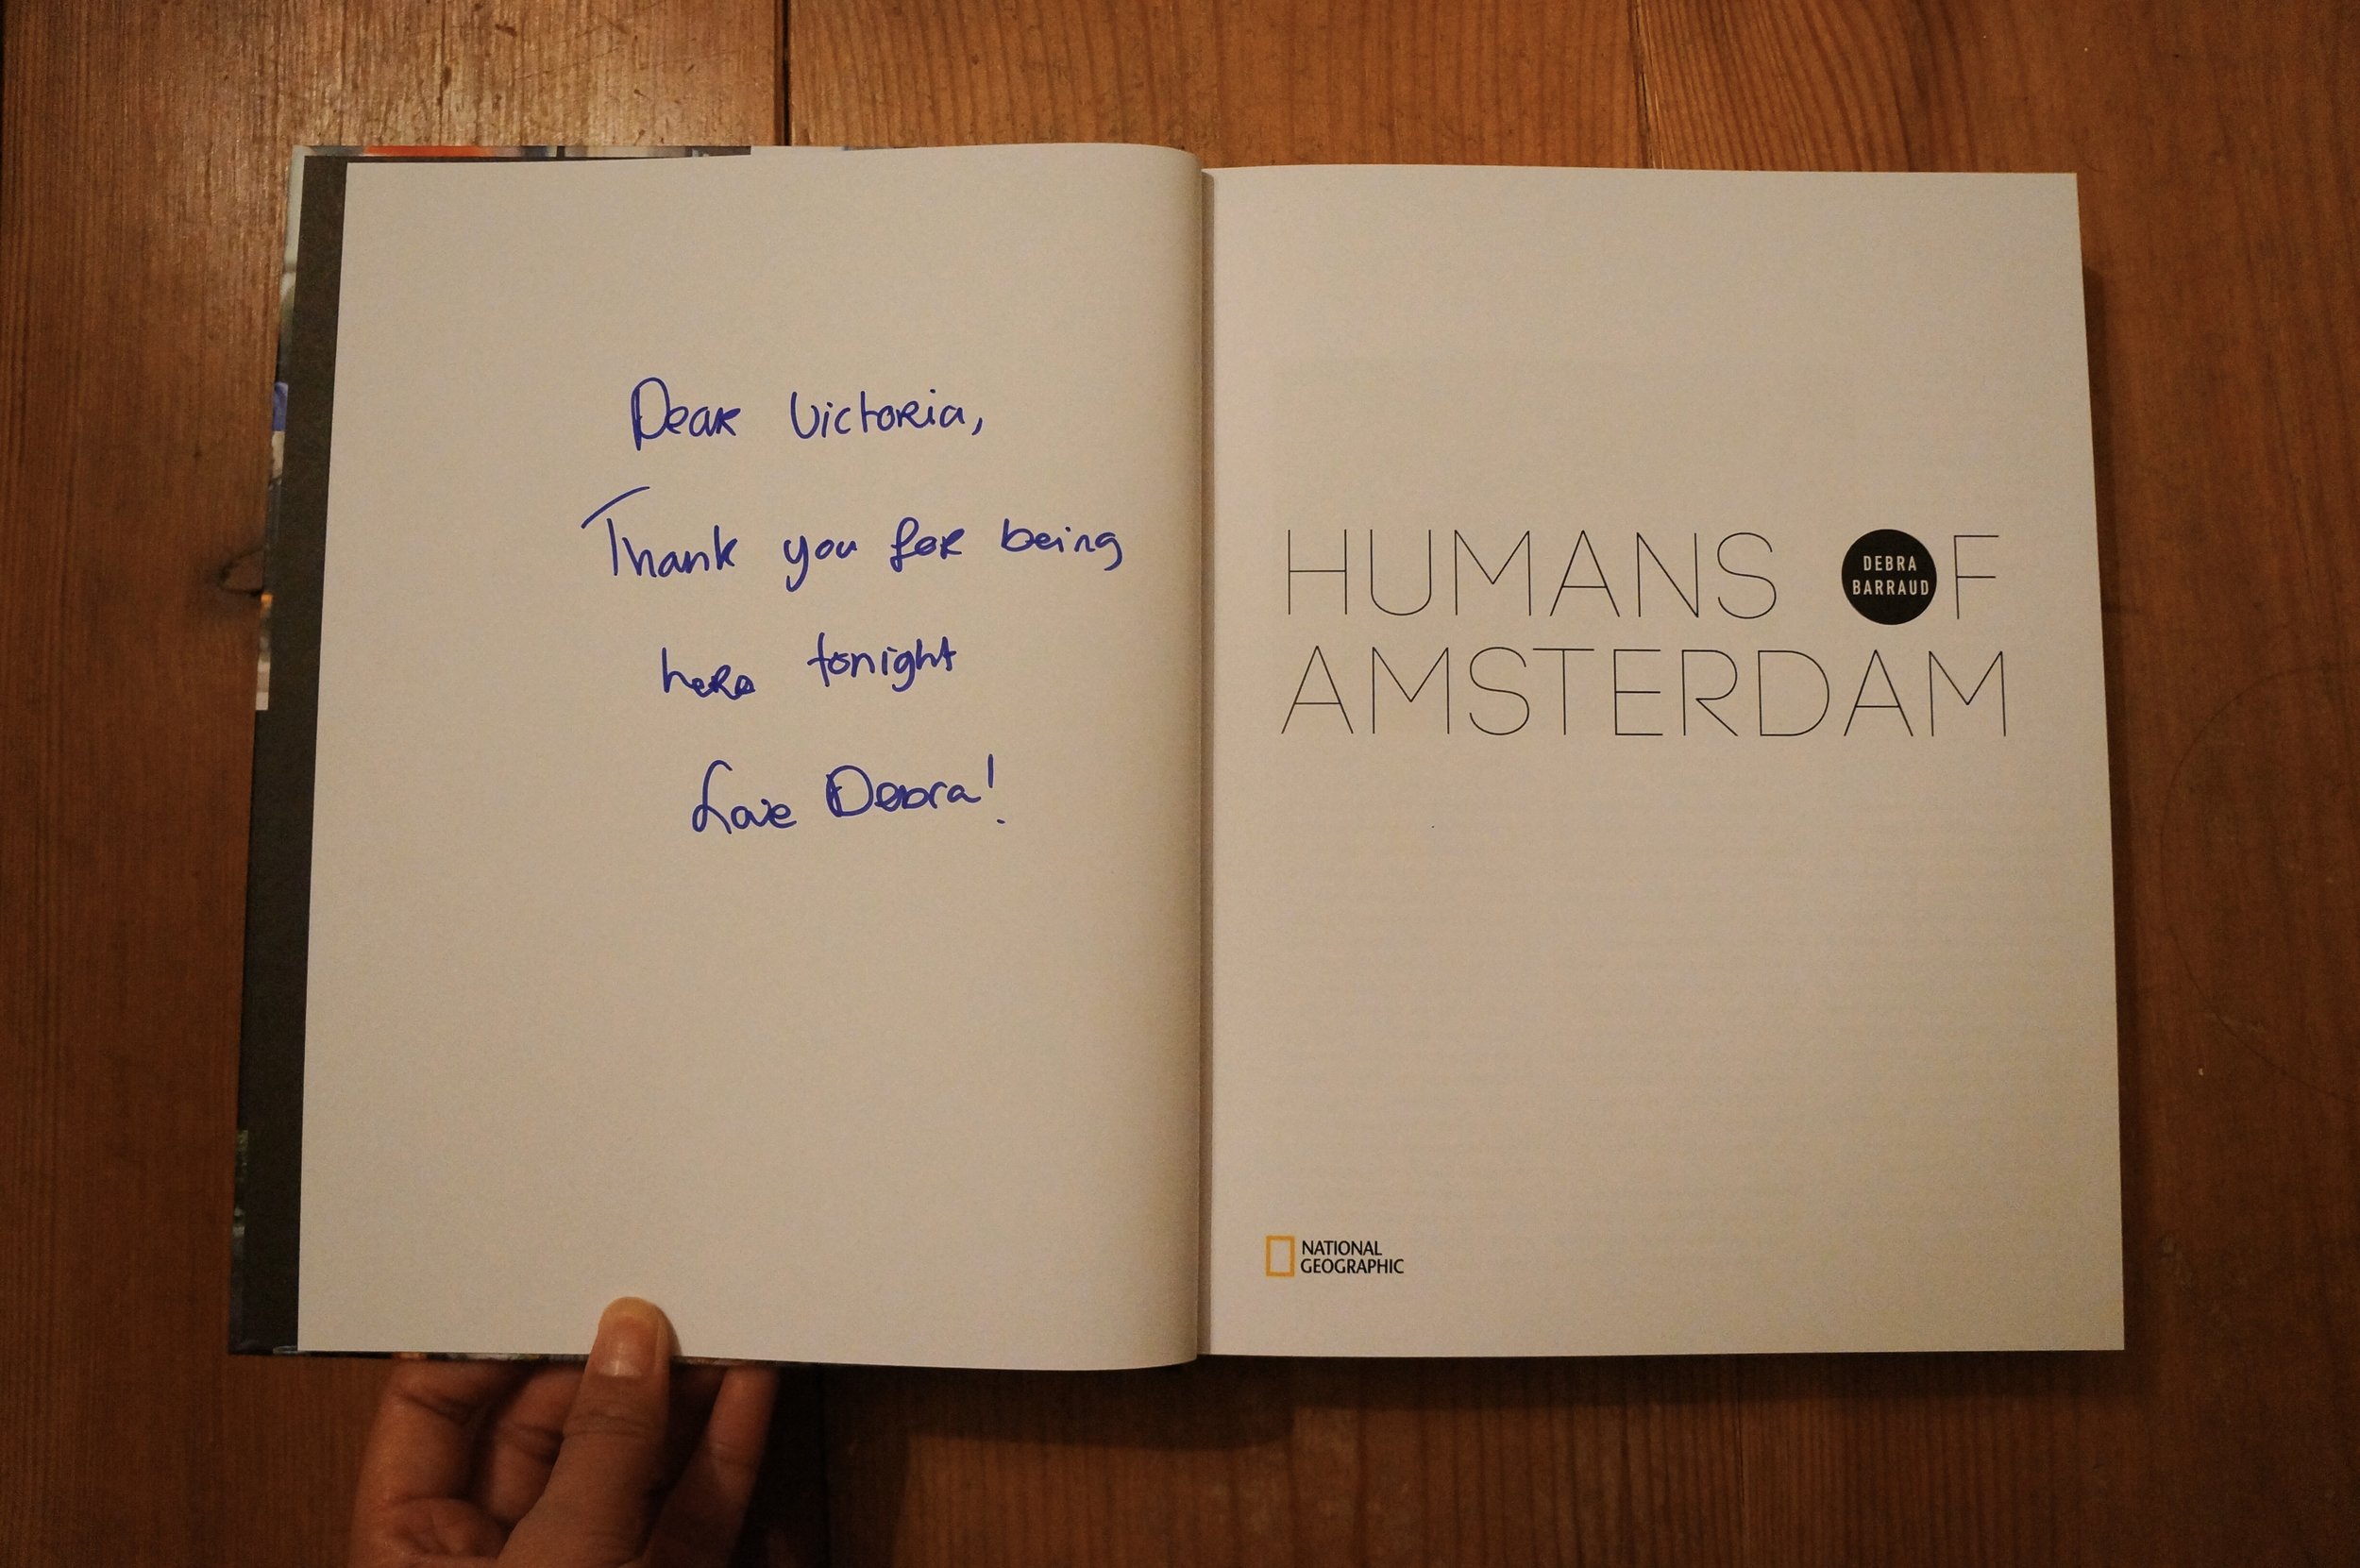 Dear Victoria,
Thank you for being
here tonight
Love Debra!
HUMANS OF
DEBRA
BARRAUD
AMSTERDAM
NATIONAL
GEOGRAPHIC